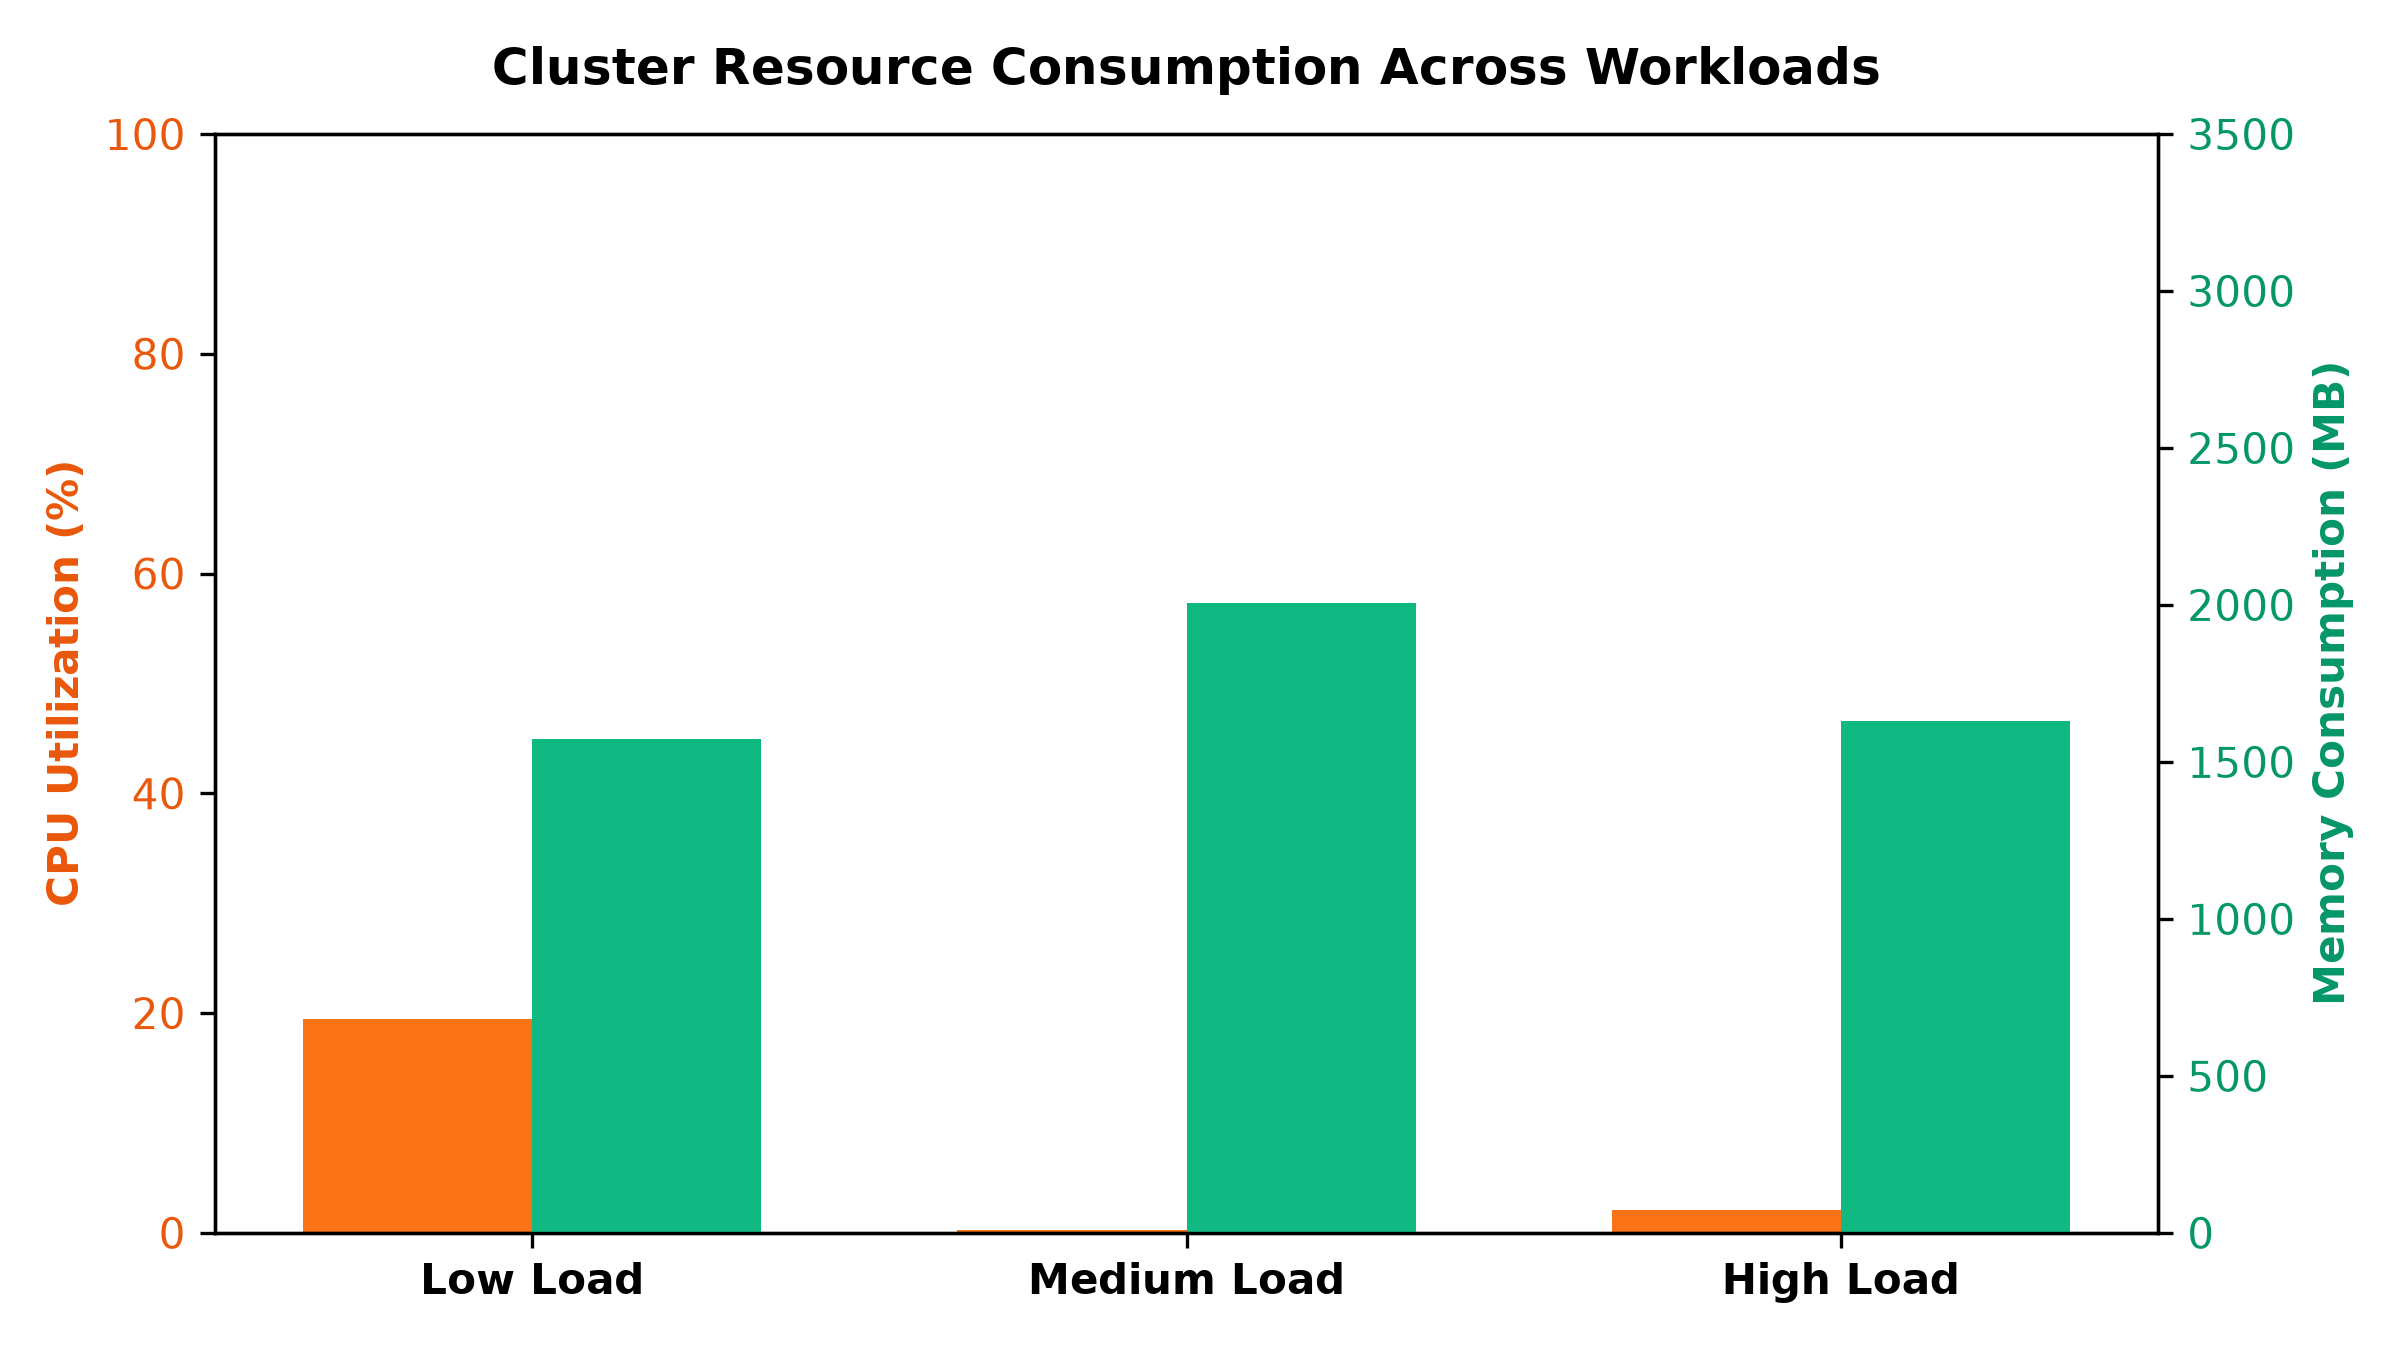 Cluster Resource Consumption Across Workloads
CPU Utilization (%)
100
80
60
40
20
0
3500
3000
2500
2000
1500
1000
500
0
Memory Consumption (MB)
Low Load
Medium Load
High Load